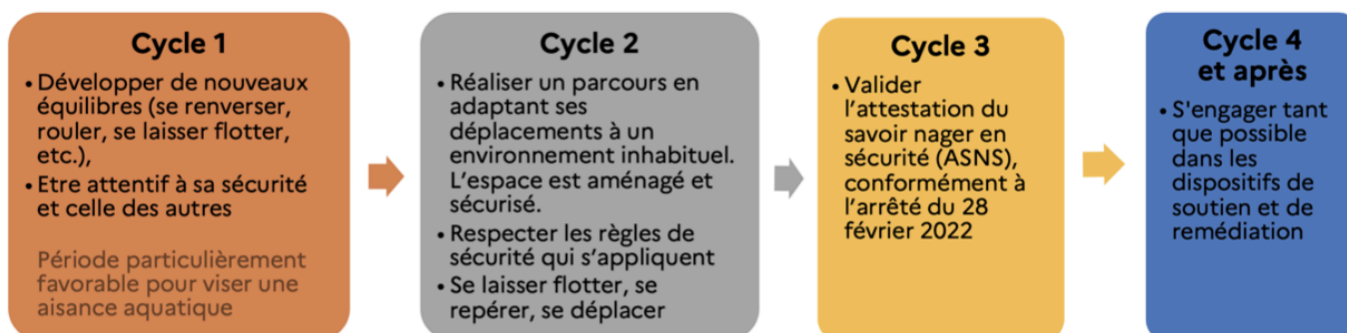 Cycle 1
• Développer de nouveaux
équilibres (se renverser,
rouler, se laisser flotter,
etc.),
• Etre attentif à sa sécurité
et celle des autres
Période particulièrement
favorable pour viser une
aisance aquatique
Cycle 2
• Réaliser un parcours en
adaptant ses
déplacements à un
environnement inhabituel.
L'espace est aménagé et
sécurisé.
• Respecter les règles de
sécurité qui s'appliquent
• Se laisser flotter, se
repérer, se déplacer
Cycle 3
• Valider
l'attestation du
savoir nager en
sécurité (ASNS),
conformément à
l'arrêté du 28
février 2022
Cycle 4
et après
• S'engager tant
que possible
dans les
dispositifs de
soutien et de
remédiation